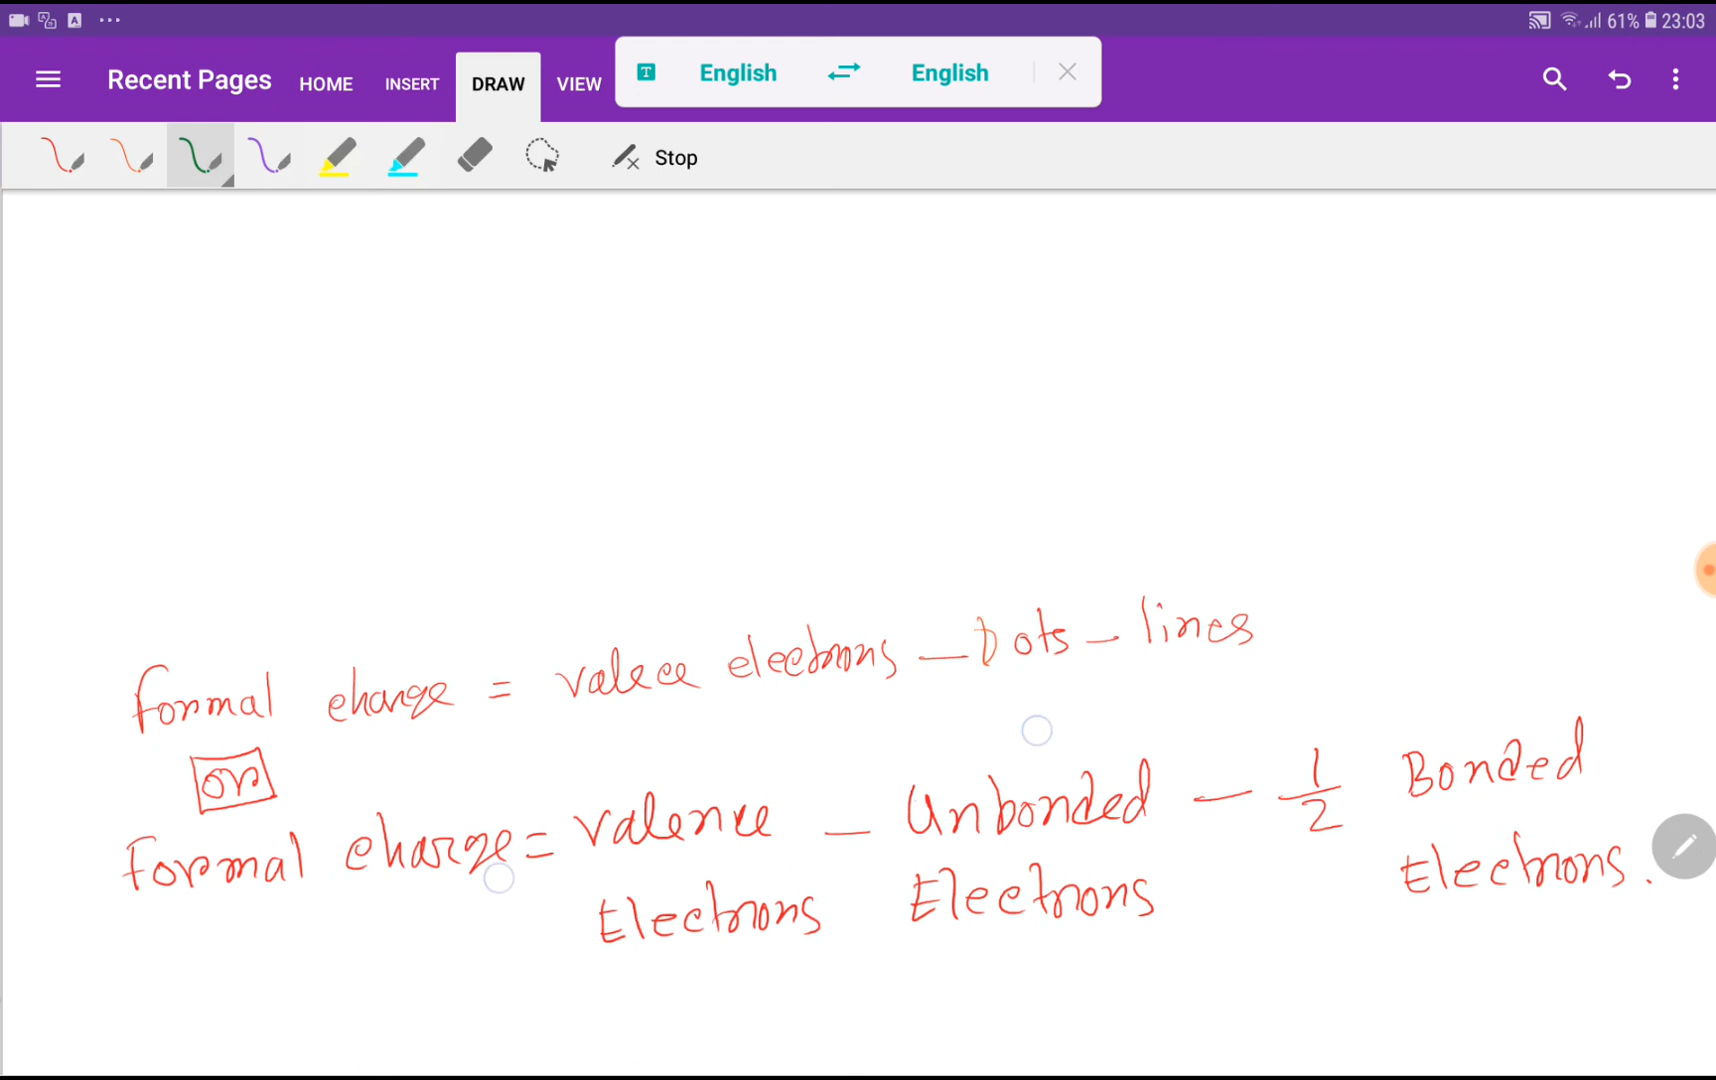 61% 23:03
Recent Pages HOME INSERT DRAW VIEW
English English
Stop
Formal charge = valece electrons – Dots – lines
or
Formal charge = valence – Unbonded – 1/2 Bonded
Electrons Electrons Electrons.